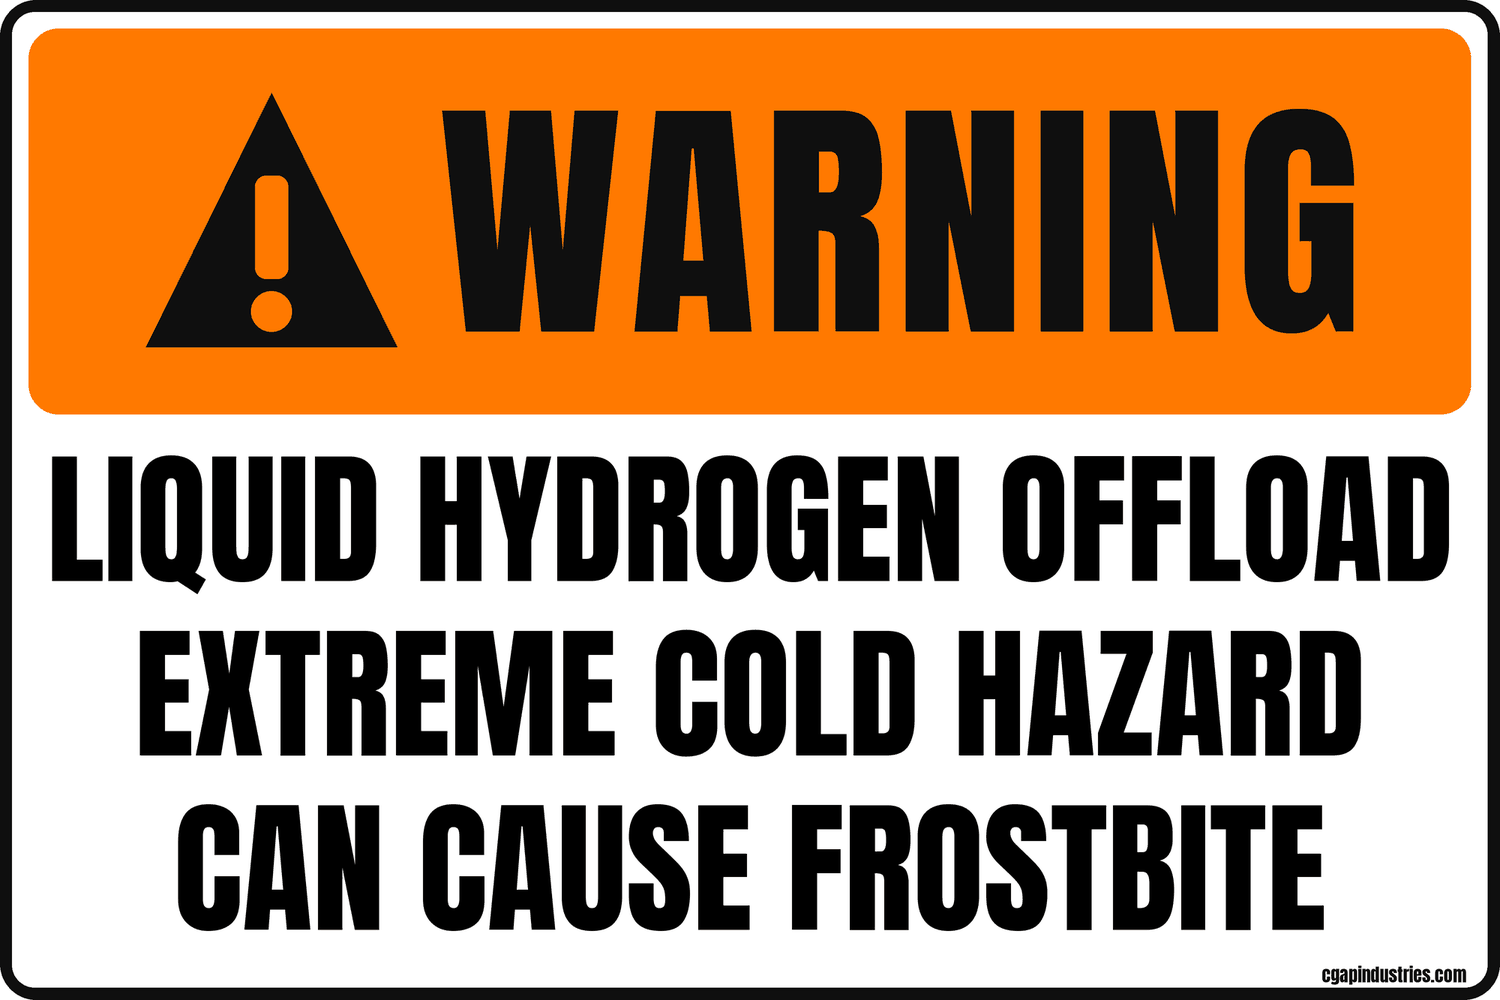 WARNING
LIQUID HYDROGEN OFFLOAD
EXTREME COLD HAZARD
CAN CAUSE FROSTBITE
cgapindustries.com